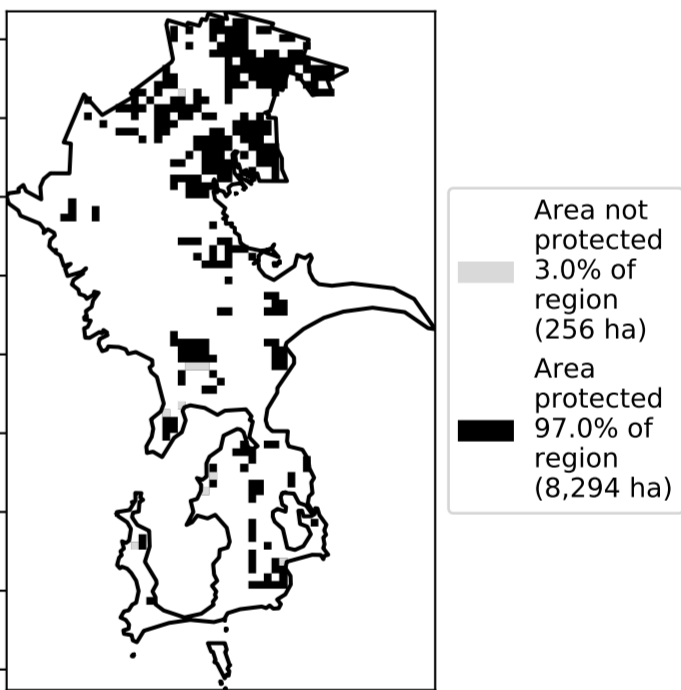 Area not
protected
3.0% of
region
(256 ha)
Area
protected
97.0% of
region
(8,294 ha)